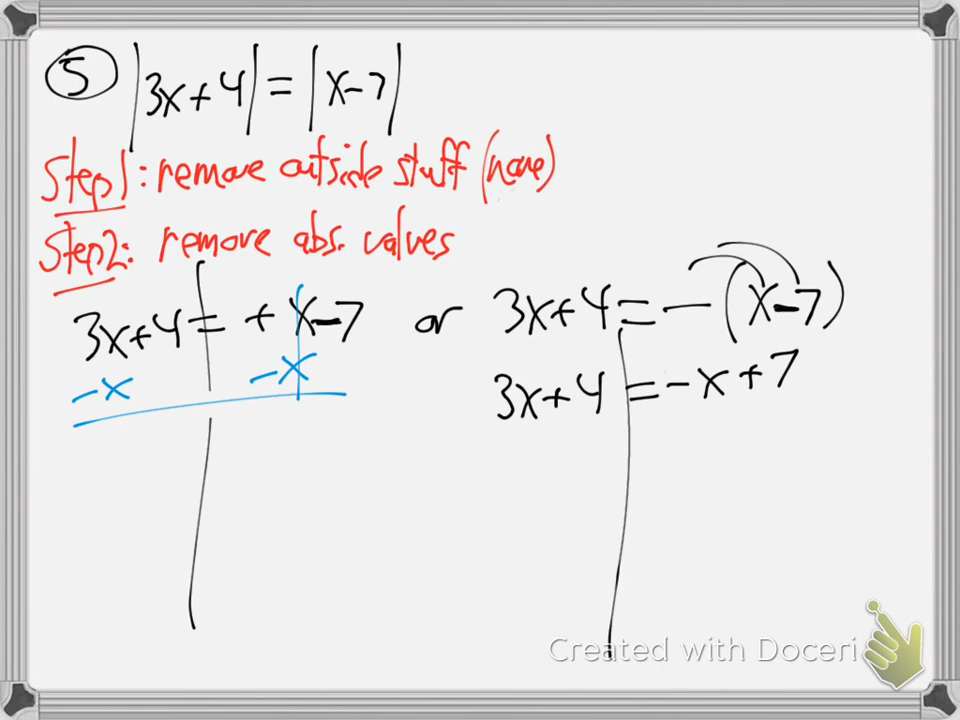 5 |3x+4| = |x-7|
Step 1: remove outside stuff (none)
Step 2: remove abs. values
3x+4 = +x-7 or 3x+4 = -(x-7)
-x -x
3x+4 = -x+7
Created with Doceri